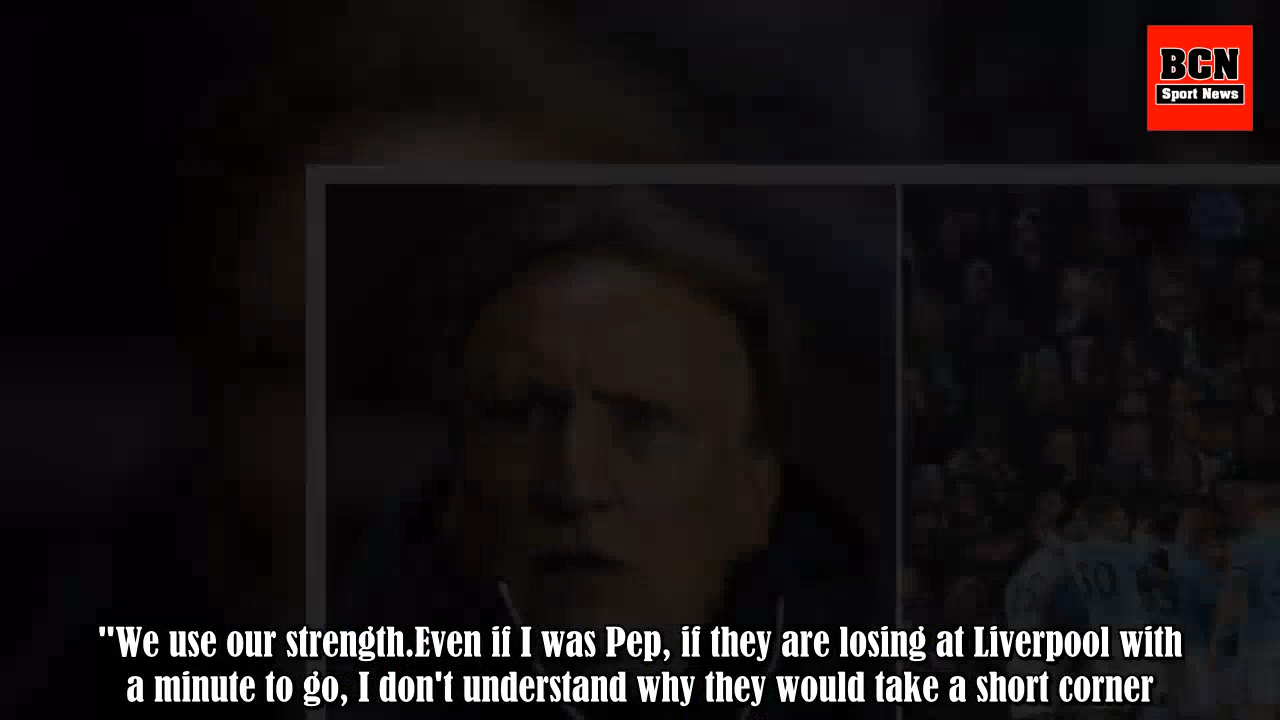 BCN
Sport News
"We use our strength.Even if I was Pep, if they are losing at Liverpool with
a minute to go, I don't understand why they would take a short corner
10